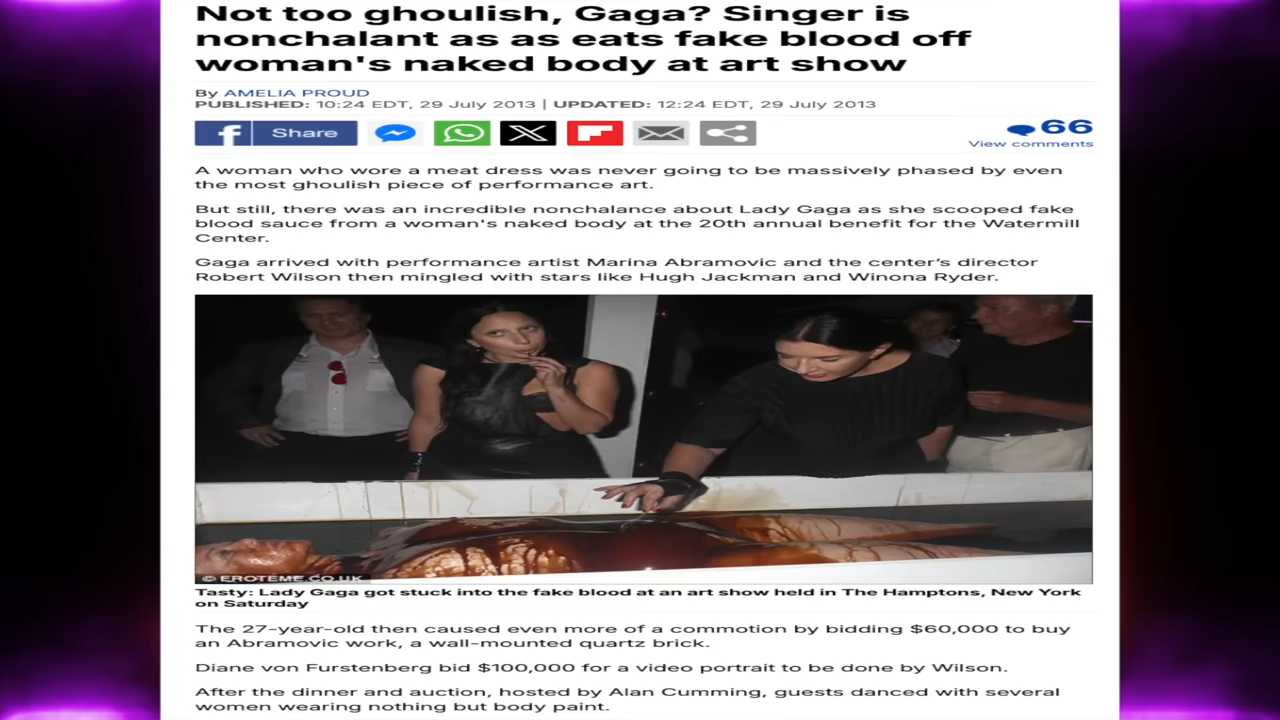 Not too ghoulish, Gaga? Singer is
nonchalant as as eats fake blood off
woman's naked body at art show
By AMELIA PROUD
PUBLISHED: 10:24 EDT, 29 July 2013 | UPDATED: 12:24 EDT, 29 July 2013
f Share
66
View comments
A woman who wore a meat dress was never going to be massively phased by even
the most ghoulish piece of performance art.
But still, there was an incredible nonchalance about Lady Gaga as she scooped fake
blood sauce from a woman's naked body at the 20th annual benefit for the Watermill
Center.
Gaga arrived with performance artist Marina Abramovic and the center's director
Robert Wilson then mingled with stars like Hugh Jackman and Winona Ryder.
© EROTEME.CO.UK
Tasty: Lady Gaga got stuck into the fake blood at an art show held in The Hamptons, New York
on Saturday
The 27-year-old then caused even more of a commotion by bidding $60,000 to buy
an Abramovic work, a wall-mounted quartz brick.
Diane von Furstenberg bid $100,000 for a video portrait to be done by Wilson.
After the dinner and auction, hosted by Alan Cumming, guests danced with several
women wearing nothing but body paint.